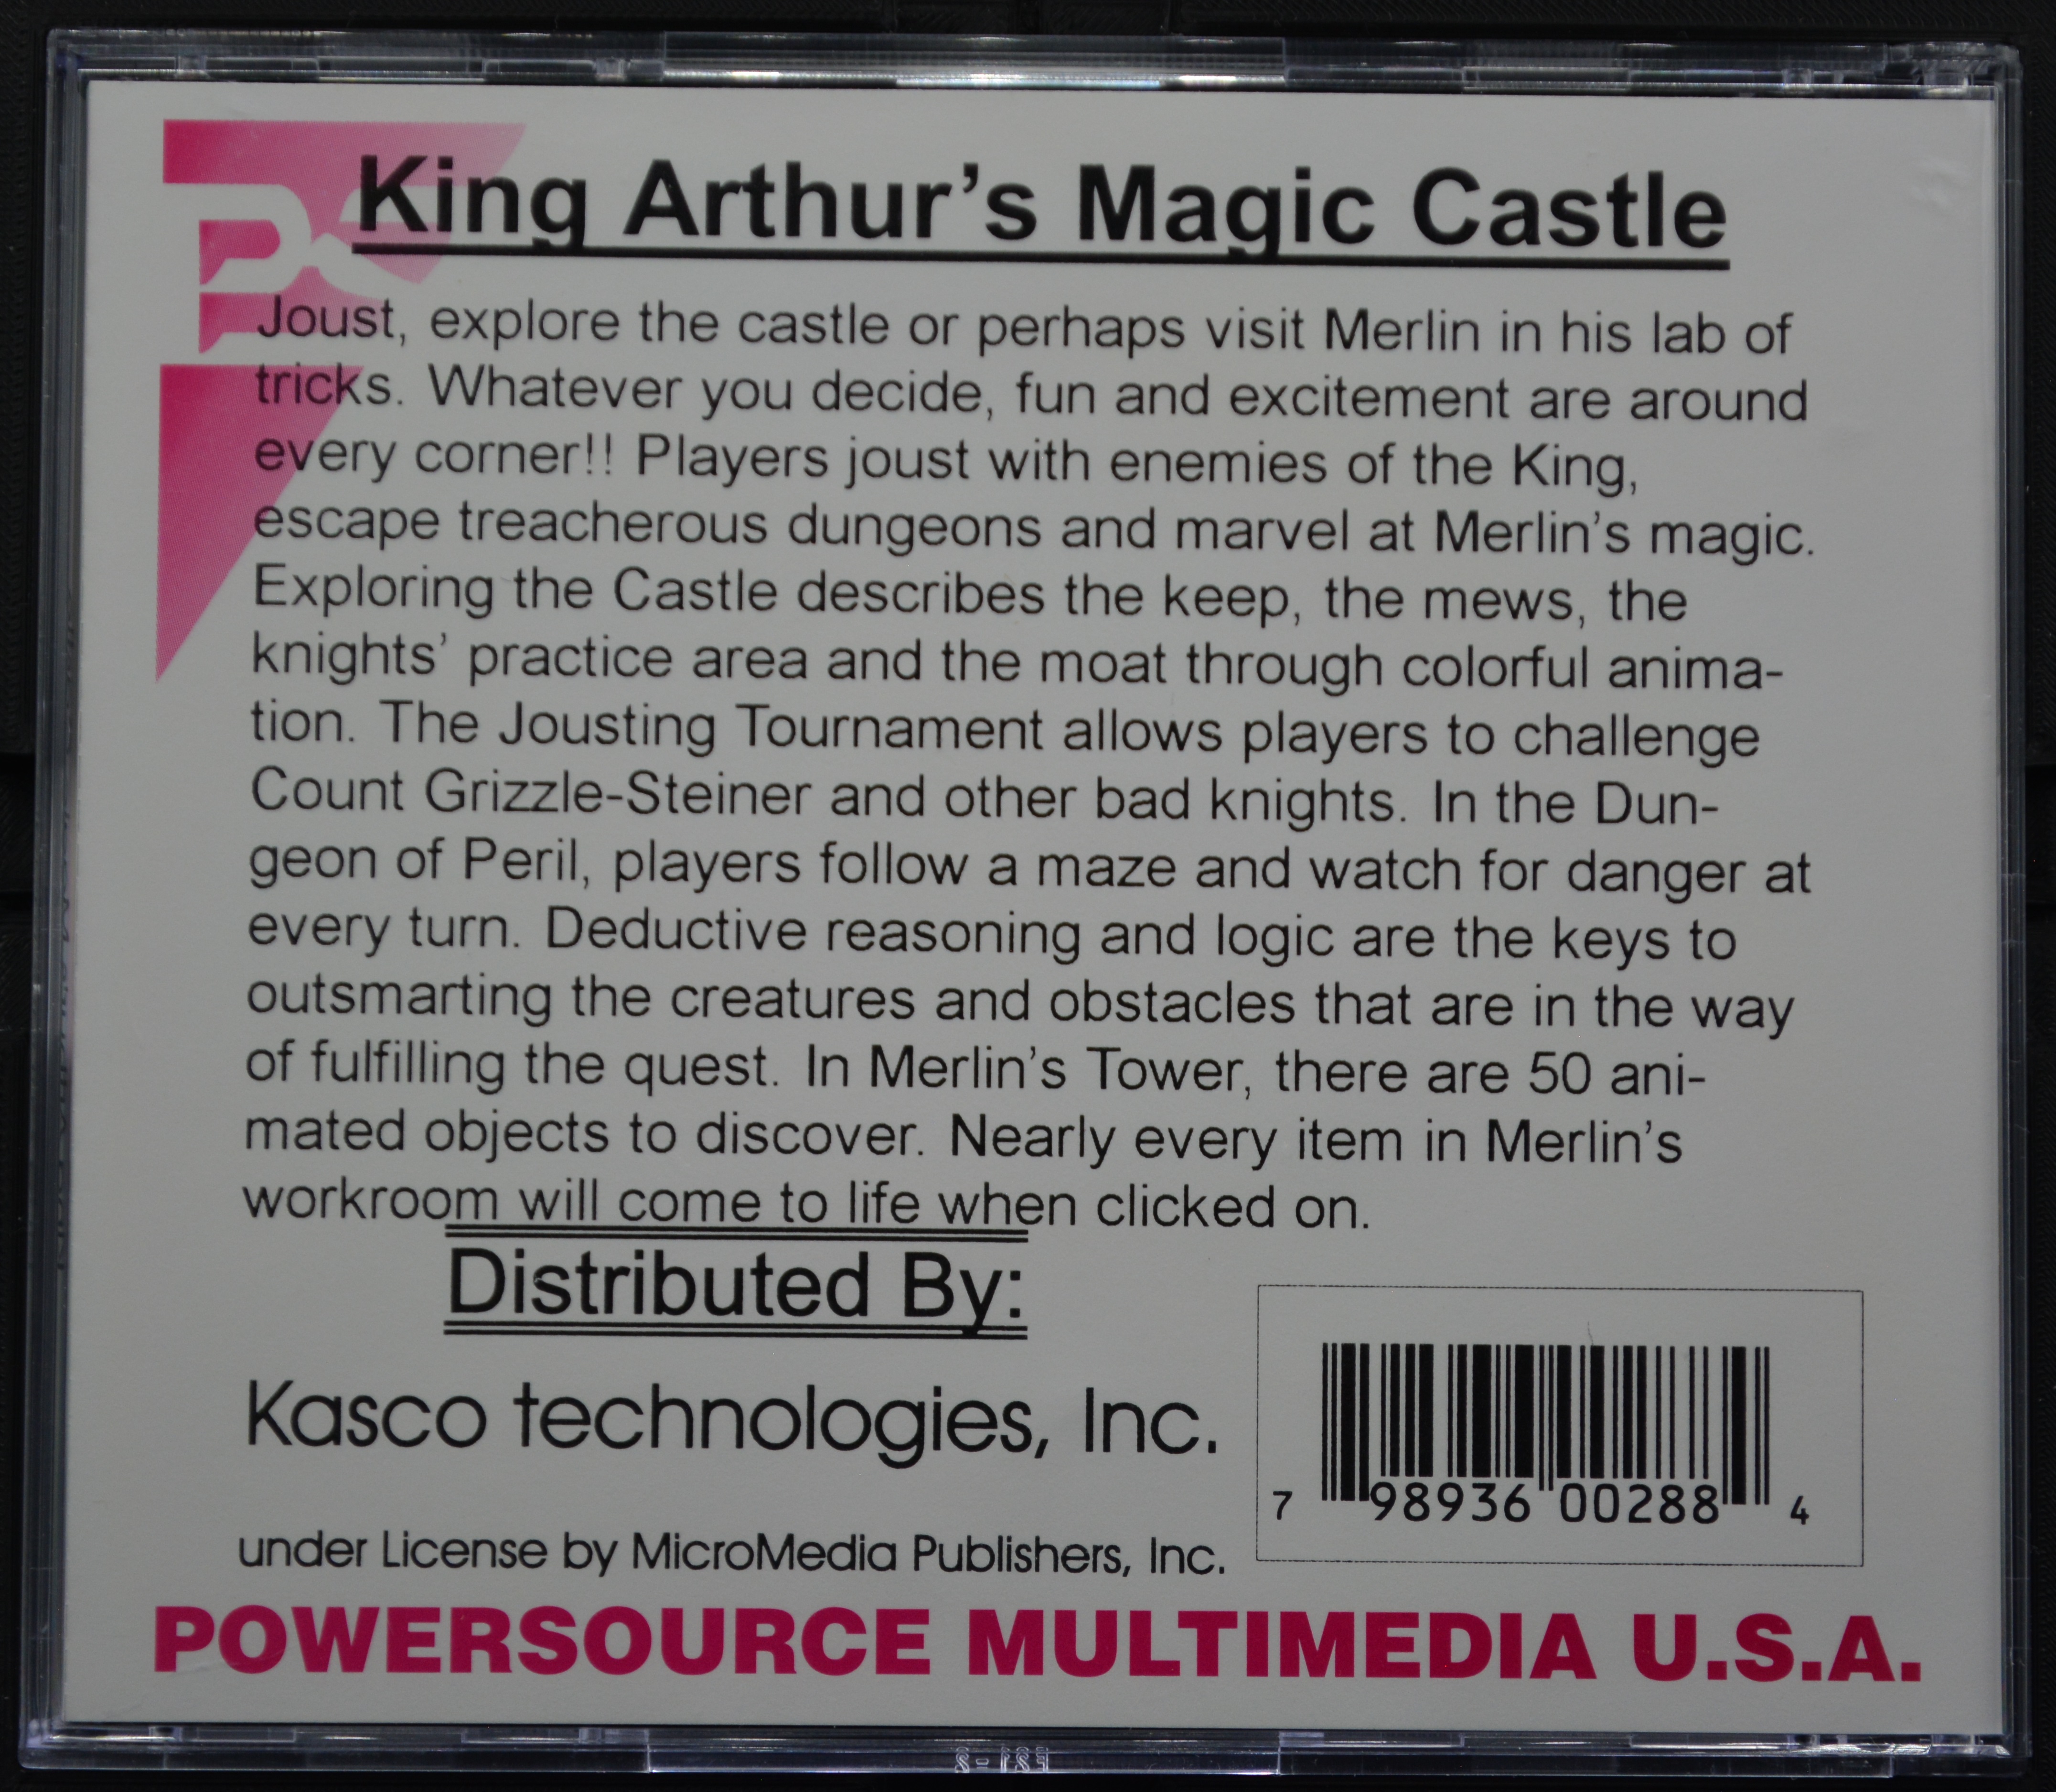 King Arthur's Magic Castle
Joust, explore the castle or perhaps visit Merlin in his lab of
tricks. Whatever you decide, fun and excitement are around
every corner!! Players joust with enemies of the King,
escape treacherous dungeons and marvel at Merlin's magic.
Exploring the Castle describes the keep, the mews, the
knights' practice area and the moat through colorful anima-
tion. The Jousting Tournament allows players to challenge
Count Grizzle-Steiner and other bad knights. In the Dun-
geon of Peril, players follow a maze and watch for danger at
every turn. Deductive reasoning and logic are the keys to
outsmarting the creatures and obstacles that are in the way
of fulfilling the quest. In Merlin's Tower, there are 50 ani-
mated objects to discover. Nearly every item in Merlin's
workroom will come to life when clicked on.
Distributed By:
Kasco technologies, Inc.
7 98936 00288 4
under License by MicroMedia Publishers, Inc.
POWERSOURCE MULTIMEDIA U.S.A.